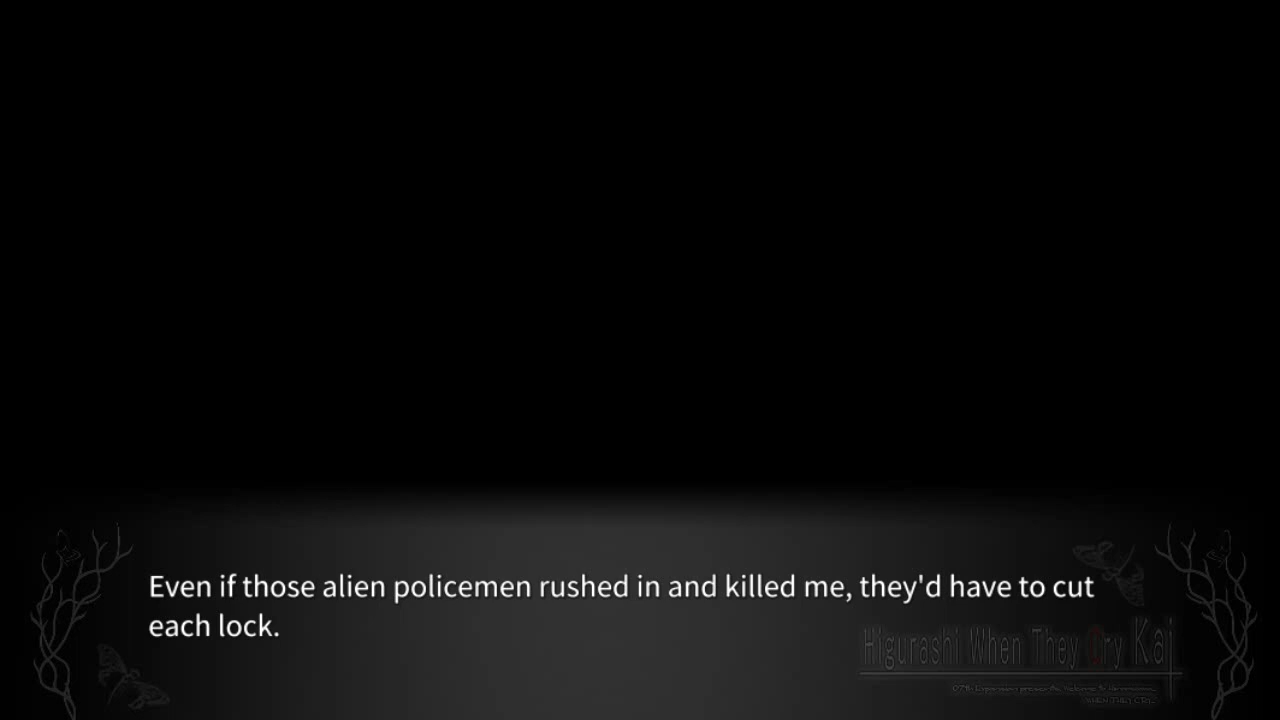 Even if those alien policemen rushed in and killed me, they'd have to cut
each lock.
Higurashi When They Cry Kai